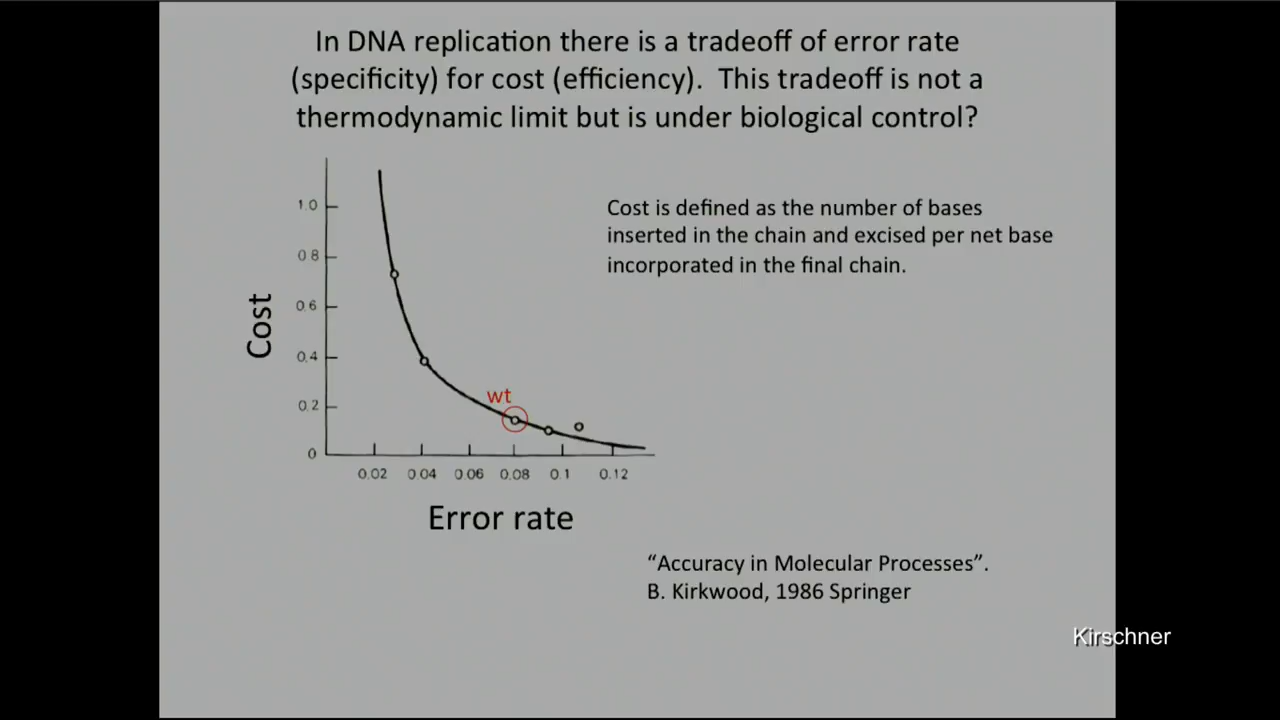 In DNA replication there is a tradeoff of error rate
(specificity) for cost (efficiency).  This tradeoff is not a
thermodynamic limit but is under biological control?
Cost is defined as the number of bases
inserted in the chain and excised per net base
incorporated in the final chain.
1.0
0.8
0.6
0.4
0.2
0
Cost
wt
0.02 0.04 0.06 0.08 0.1 0.12
Error rate
“Accuracy in Molecular Processes”.
B. Kirkwood, 1986 Springer
Kirschner